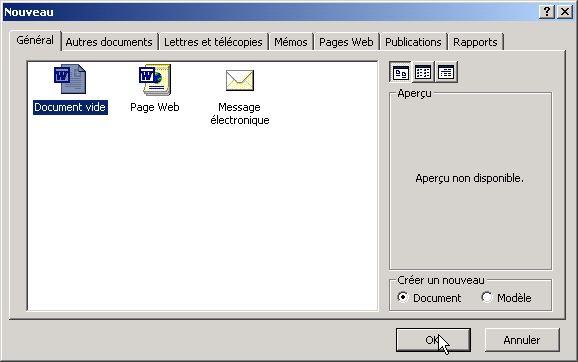 Nouveau
Général
Autres documents
Lettres et télécopies
Mémos
Pages Web
Publications
Rapports
Document vide
Page Web
Message
électronique
Aperçu
Aperçu non disponible.
Créer un nouveau
Document
Modèle
OK
Annuler